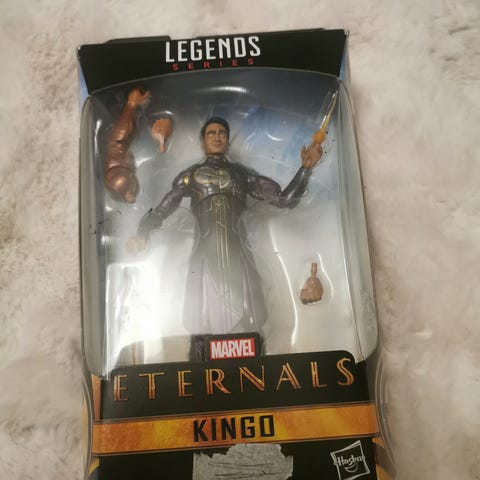 LEGENDS
SERIES
MARVEL
ETERNALS
KINGO
Hasbro